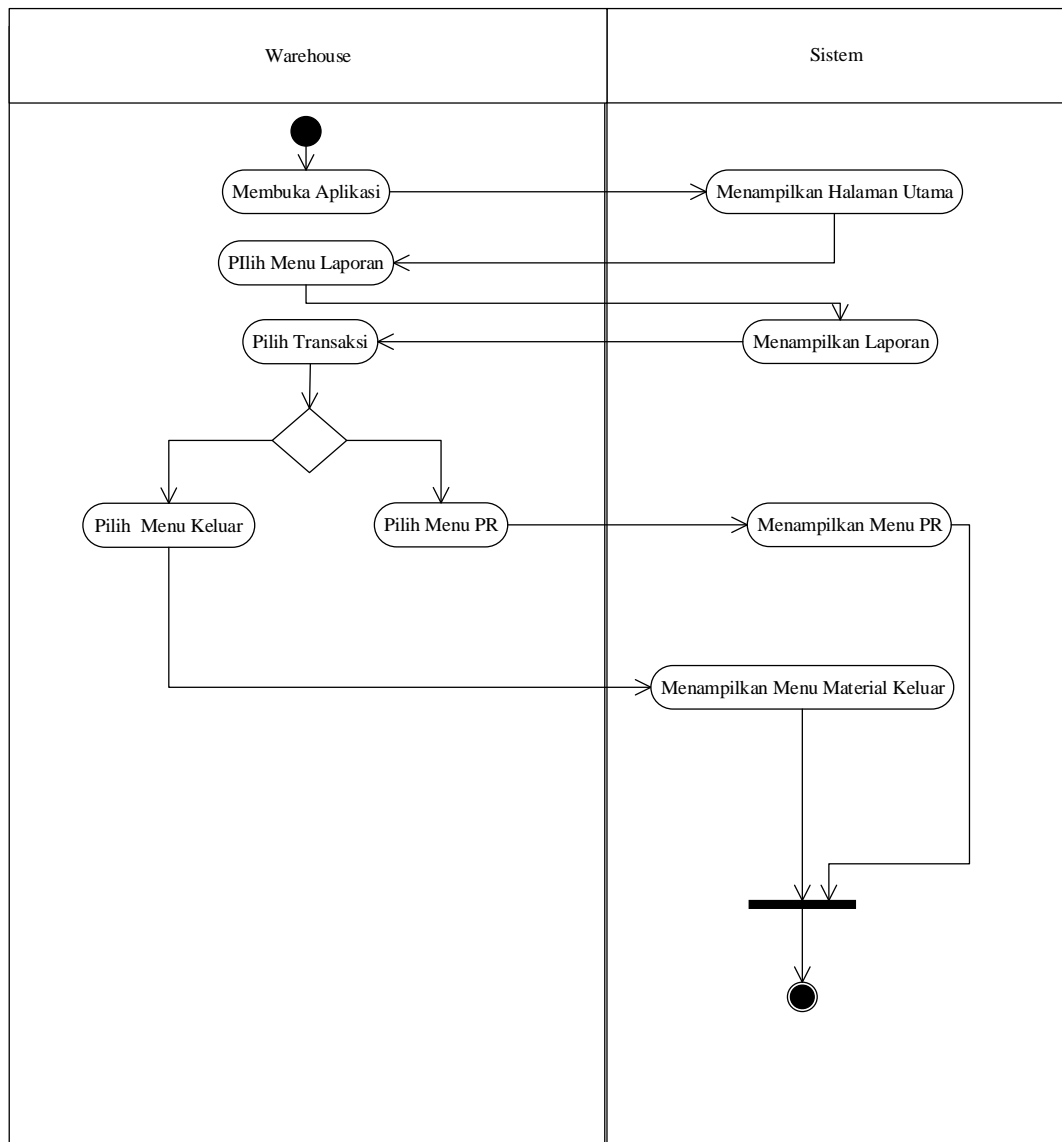 Warehouse
Sistem
Membuka Aplikasi
Menampilkan Halaman Utama
PIlih Menu Laporan
Pilih Transaksi
Menampilkan Laporan
Pilih  Menu Keluar
Pilih Menu PR
Menampilkan Menu PR
Menampilkan Menu Material Keluar